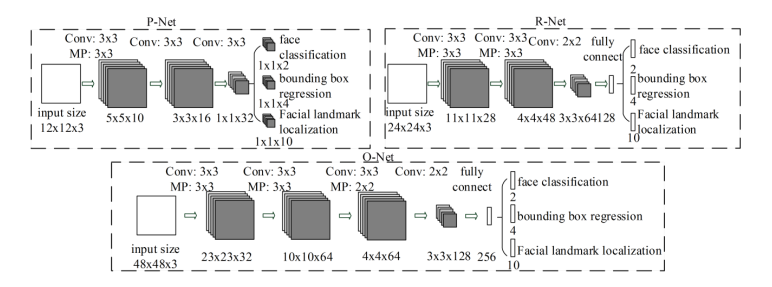 P-Net
Conv: 3x3
MP: 3x3
Conv: 3x3
Conv: 3x3
face
classification
1x1x2
bounding box
regression
1x1x4
Facial landmark
localization
1x1x10
input size
12x12x3
5x5x10
3x3x16
1x1x32
R-Net
Conv: 3x3
MP: 3x3
Conv: 3x3
MP: 3x3
Conv: 2x2
fully
connect
face classification
2
bounding box
regression
4
Facial landmark
localization
10
input size
24x24x3
11x11x28
4x4x48
3x3x64
128
O-Net
Conv: 3x3
MP: 3x3
Conv: 3x3
MP: 3x3
Conv: 3x3
MP: 2x2
Conv: 2x2
fully
connect
face classification
2
bounding box regression
4
Facial landmark localization
10
input size
48x48x3
23x23x32
10x10x64
4x4x64
3x3x128
256